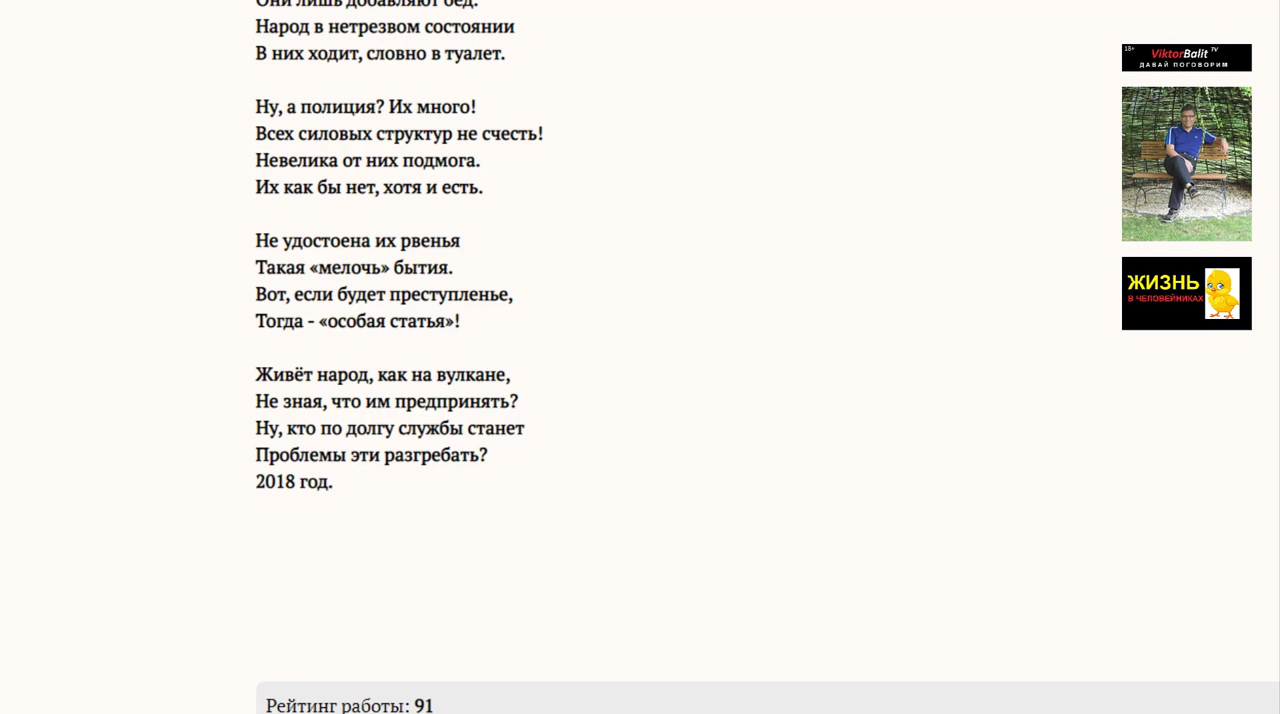 Они лишь добавляют бед.
Народ в нетрезвом состоянии
В них ходит, словно в туалет.
Ну, а полиция? Их много!
Всех силовых структур не счесть!
Невелика от них подмога.
Их как бы нет, хотя и есть.
Не удостоена их рвенья
Такая «мелочь» бытия.
Вот, если будет преступленье,
Тогда - «особая статья»!
Живёт народ, как на вулкане,
Не зная, что им предпринять?
Ну, кто по долгу службы станет
Проблемы эти разгребать?
2018 год.
Рейтинг работы: 91
18+
ViktorBalit TV
ДАВАЙ ПОГОВОРИМ
ЖИЗНЬ
В ЧЕЛОВЕЙНИКАХ